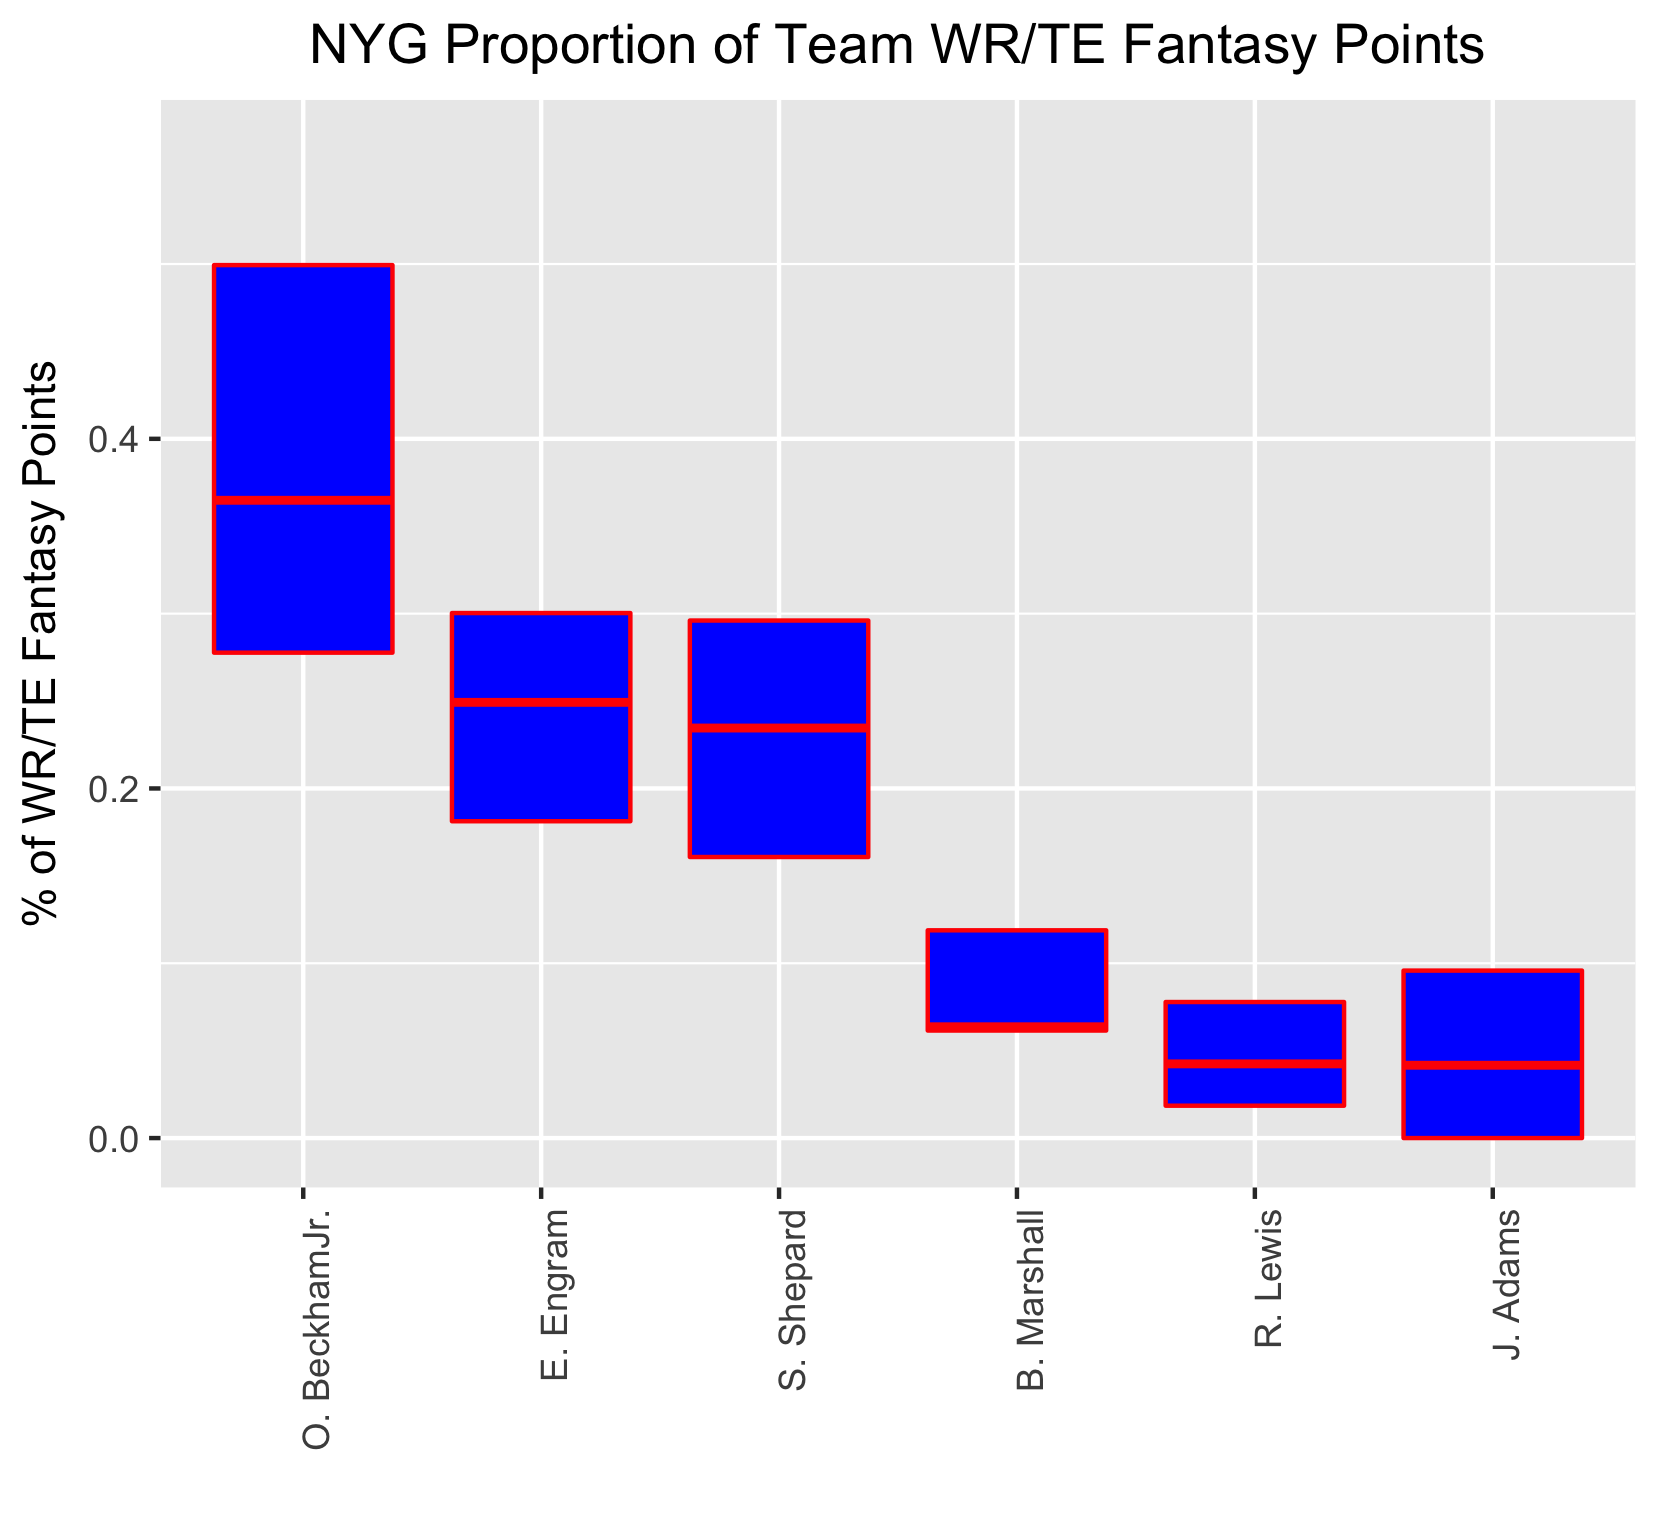 NYG Proportion of Team WR/TE Fantasy Points
% of WR/TE Fantasy Points
0.4
0.2
0.0
O. BeckhamJr.
E. Engram
S. Shepard
B. Marshall
R. Lewis
J. Adams